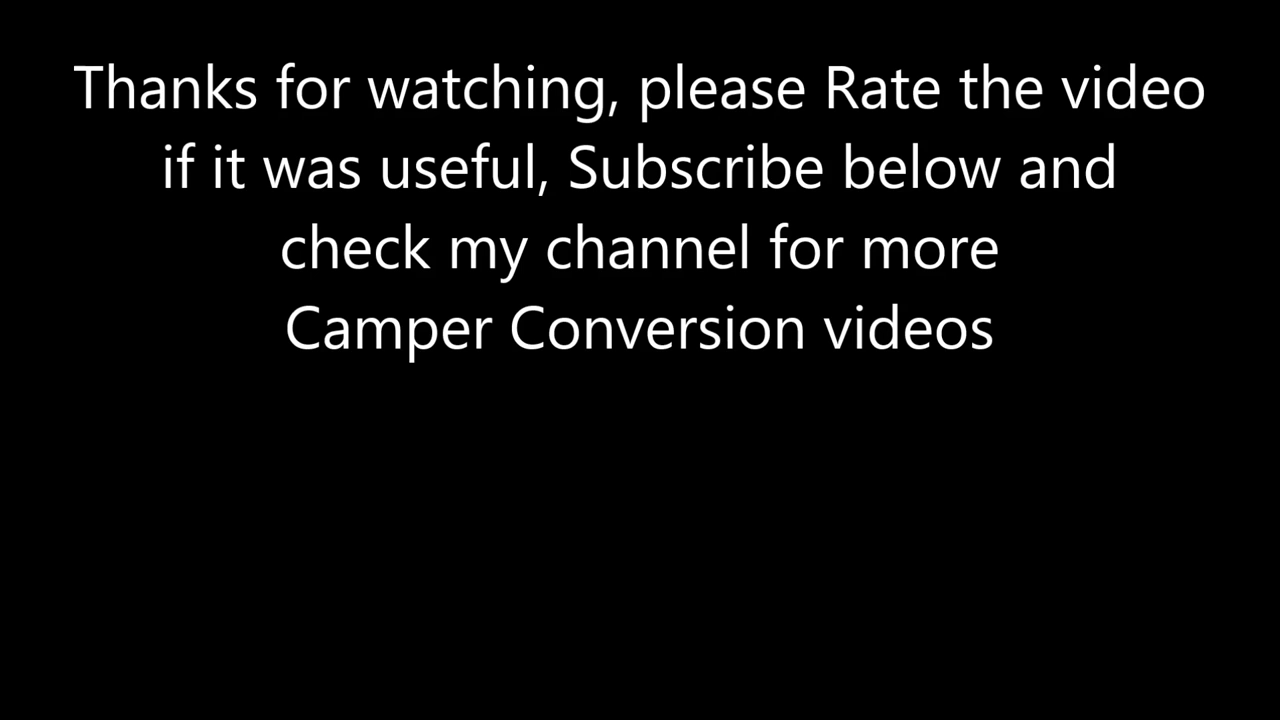 Thanks for watching, please Rate the video
if it was useful, Subscribe below and
check my channel for more
Camper Conversion videos